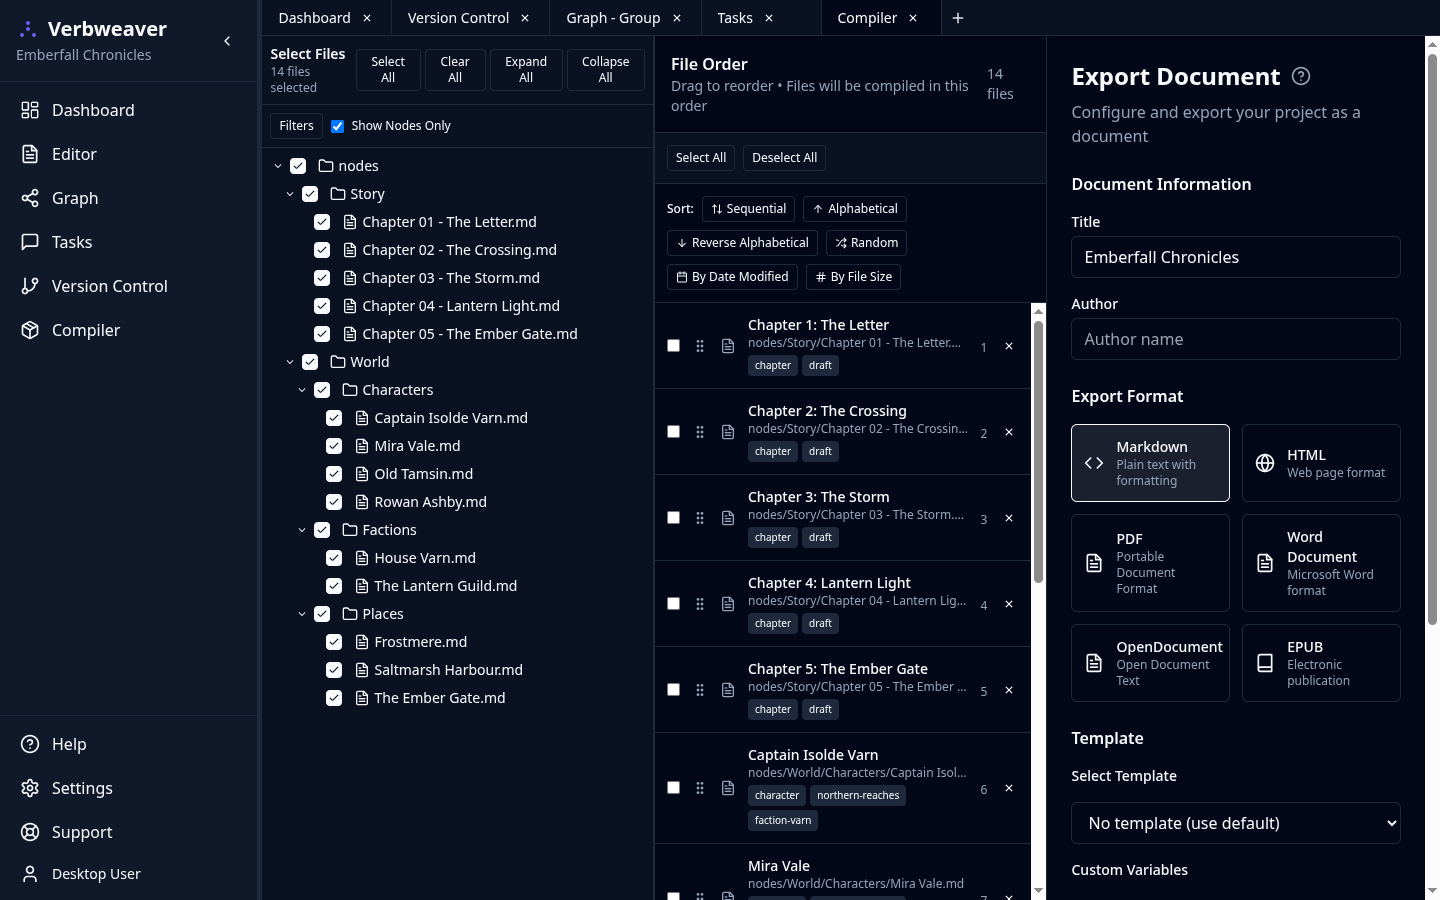 Verbweaver
Emberfall Chronicles
Dashboard
Editor
Graph
Tasks
Version Control
Compiler
Help
Settings
Support
Desktop User
Dashboard
Version Control
Graph - Group
Tasks
Compiler
Select Files
14 files
selected
Select
All
Clear
All
Expand
All
Collapse
All
Filters
Show Nodes Only
nodes
Story
Chapter 01 - The Letter.md
Chapter 02 - The Crossing.md
Chapter 03 - The Storm.md
Chapter 04 - Lantern Light.md
Chapter 05 - The Ember Gate.md
World
Characters
Captain Isolde Varn.md
Mira Vale.md
Old Tamsin.md
Rowan Ashby.md
Factions
House Varn.md
The Lantern Guild.md
Places
Frostmere.md
Saltmarsh Harbour.md
The Ember Gate.md
File Order
Drag to reorder • Files will be compiled in this
order
14
files
Select All
Deselect All
Sort:
Sequential
Alphabetical
Reverse Alphabetical
Random
By Date Modified
By File Size
Chapter 1: The Letter
nodes/Story/Chapter 01 - The Letter....
chapter
draft
1
Chapter 2: The Crossing
nodes/Story/Chapter 02 - The Crossin...
chapter
draft
2
Chapter 3: The Storm
nodes/Story/Chapter 03 - The Storm....
chapter
draft
3
Chapter 4: Lantern Light
nodes/Story/Chapter 04 - Lantern Lig...
chapter
draft
4
Chapter 5: The Ember Gate
nodes/Story/Chapter 05 - The Ember ...
chapter
draft
5
Captain Isolde Varn
nodes/World/Characters/Captain Isol...
character
northern-reaches
faction-varn
6
Mira Vale
nodes/World/Characters/Mira Vale.md
Export Document
Configure and export your project as a
document
Document Information
Title
Emberfall Chronicles
Author
Author name
Export Format
Markdown
Plain text with
formatting
HTML
Web page format
PDF
Portable
Document
Format
Word
Document
Microsoft Word
format
OpenDocument
Open Document
Text
EPUB
Electronic
publication
Template
Select Template
No template (use default)
Custom Variables